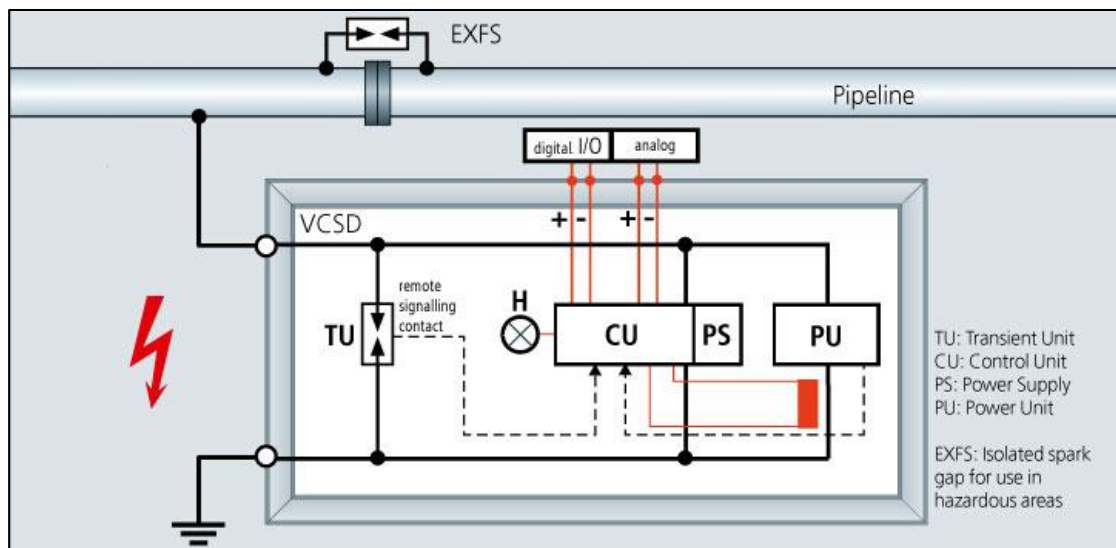 EXFS
Pipeline
digital I/O analog
+ - + -
VCSD
remote
signalling
contact
H
TU
CU
PS
PU
TU: Transient Unit
CU: Control Unit
PS: Power Supply
PU: Power Unit
EXFS: Isolated spark
gap for use in
hazardous areas